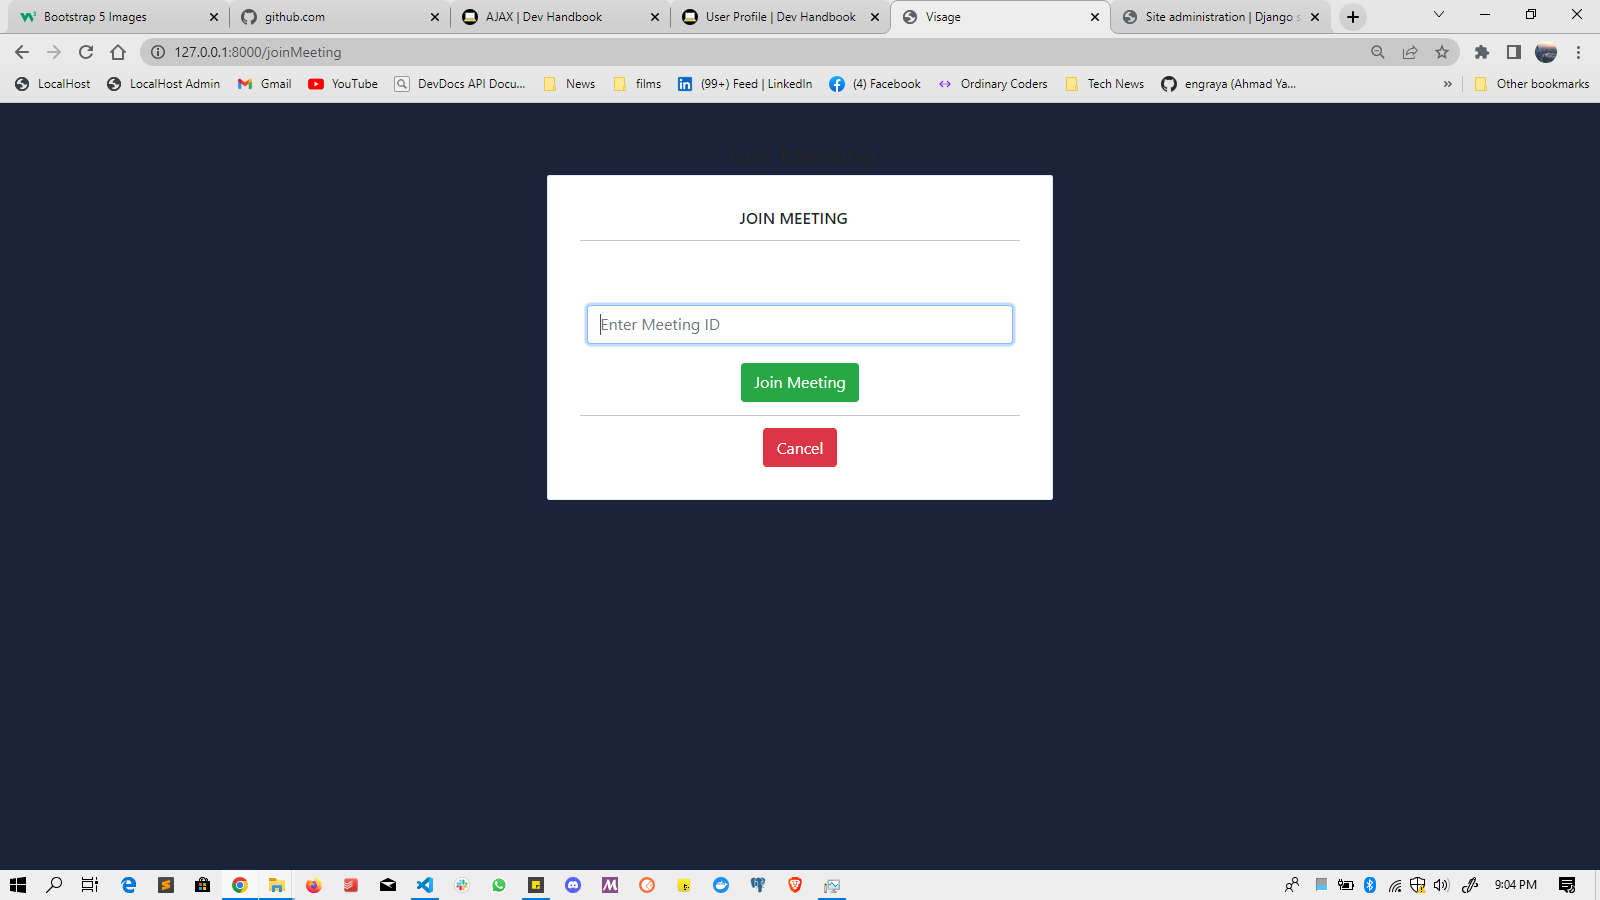 Bootstrap 5 Images
github.com
AJAX | Dev Handbook
User Profile | Dev Handbook
Visage
Site administration | Django s
127.0.0.1:8000/joinMeeting
LocalHost
LocalHost Admin
Gmail
YouTube
DevDocs API Docu...
News
films
(99+) Feed | LinkedIn
(4) Facebook
Ordinary Coders
Tech News
engraya (Ahmad Ya...
»
Other bookmarks
Join Meeting
JOIN MEETING
Enter Meeting ID
Join Meeting
Cancel
9:04 PM